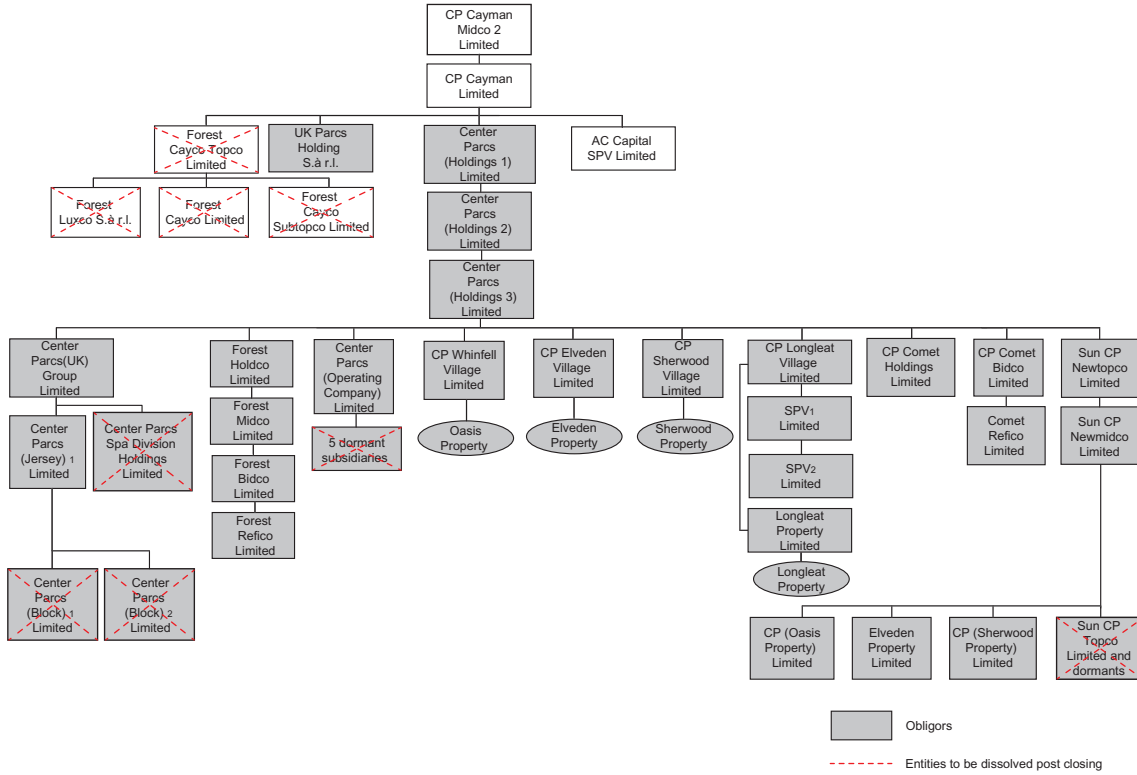 CP Cayman
Midco 2
Limited
CP Cayman
Limited
Forest
Cayco Topco
Limited
UK Parcs
Holding
S.à r.l.
Center
Parcs
(Holdings 1)
Limited
AC Capital
SPV Limited
Forest
Luxco S.à r.l.
Forest
Cayco Limited
Forest
Cayco
Subtopco Limited
Center
Parcs
(Holdings 2)
Limited
Center
Parcs
(Holdings 3)
Limited
Center
Parcs(UK)
Group
Limited
Forest
Holdco
Limited
Center
Parcs
(Operating
Company)
Limited
CP Whinfell
Village
Limited
CP Elveden
Village
Limited
CP
Sherwood
Village
Limited
CP Longleat
Village
Limited
CP Comet
Holdings
Limited
CP Comet
Bidco
Limited
Sun CP
Newtopco
Limited
Center
Parcs
(Jersey) 1
Limited
Center Parcs
Spa Division
Holdings
Limited
Forest
Midco
Limited
5 dormant
subsidiaries
Oasis
Property
Elveden
Property
Sherwood
Property
SPV1
Limited
Comet
Refico
Limited
Sun CP
Newmidco
Limited
Forest
Bidco
Limited
SPV2
Limited
Forest
Refico
Limited
Longleat
Property
Limited
Longleat
Property
Center
Parcs
(Block) 1
Limited
Center
Parcs
(Block) 2
Limited
CP (Oasis
Property)
Limited
Elveden
Property
Limited
CP (Sherwood
Property)
Limited
Sun CP
Topco
Limited and
dormants
Obligors
Entities to be dissolved post closing